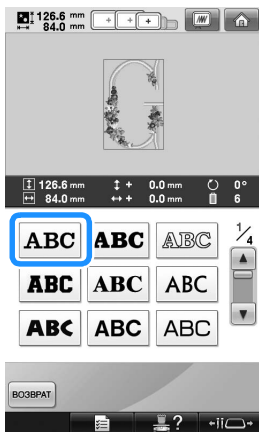 126.6 mm
84.0 mm
126.6 mm + 0.0 mm 0°
84.0 mm + 0.0 mm 6
ABC ABC ABC
ABC ABC ABC
ABC ABC ABC
1/4
ВОЗВРАТ
?